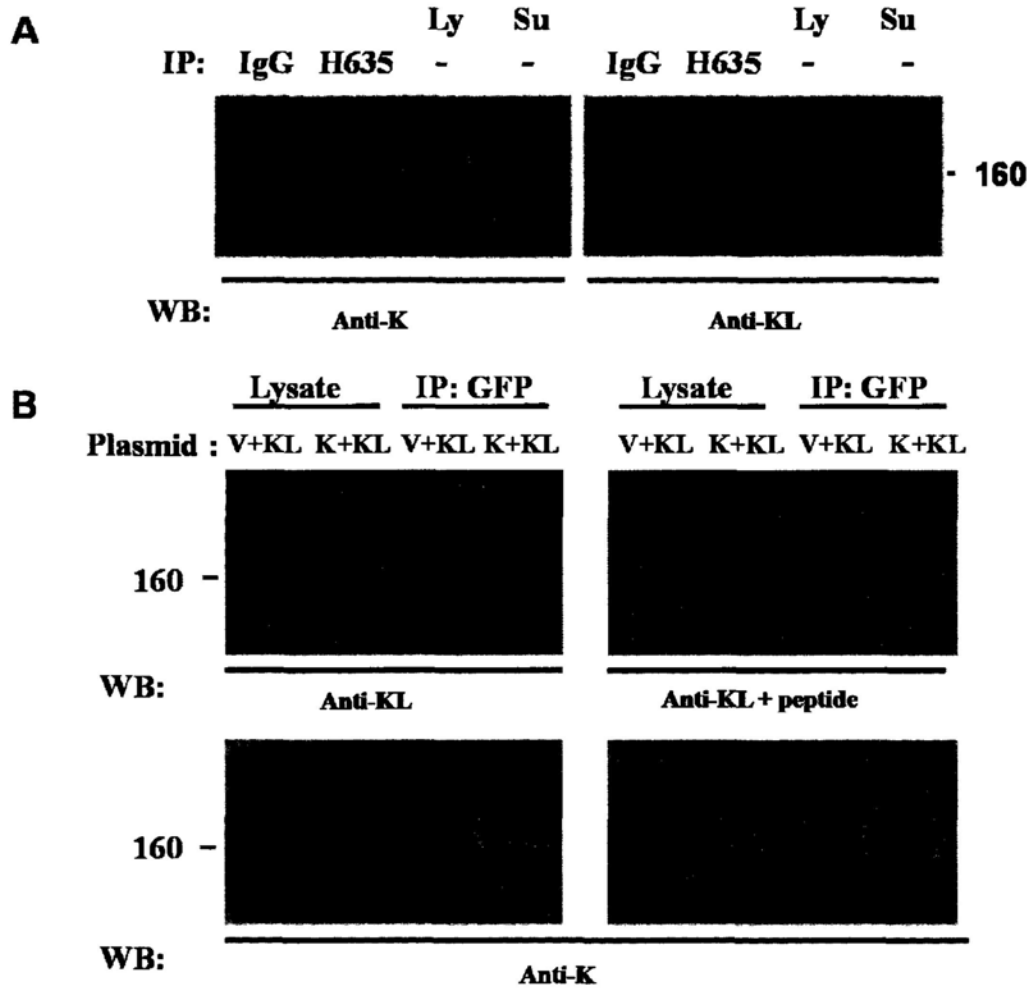 A
Ly Su Ly Su
IP: IgG H635 - - IgG H635 - -
- 160
WB: Anti-K Anti-KL
B
Lysate IP: GFP Lysate IP: GFP
Plasmid : V+KL K+KL V+KL K+KL V+KL K+KL V+KL K+KL
160 -
WB: Anti-KL Anti-KL + peptide
160 -
WB: Anti-K